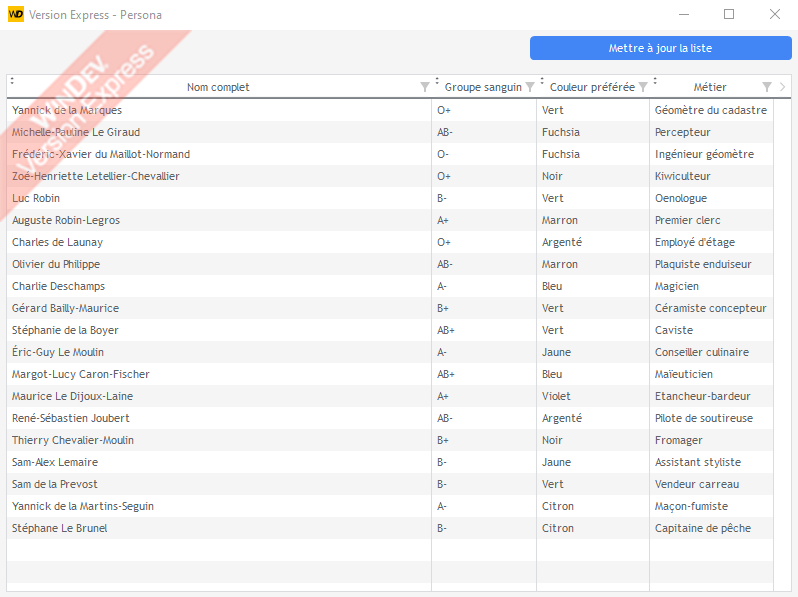 WD Version Express - Persona
Mettre à jour la liste
Nom complet Groupe sanguin Couleur préférée Métier
WINDEV
Version Express
Yannick de la Marques O+ Vert Géomètre du cadastre
Michelle-Pauline Le Giraud AB- Fuchsia Percepteur
Frédéric-Xavier du Maillot-Normand O- Fuchsia Ingénieur géomètre
Zoé-Henriette Letellier-Chevallier O+ Noir Kiwiculteur
Luc Robin B- Vert Oenologue
Auguste Robin-Legros A+ Marron Premier clerc
Charles de Launay O+ Argenté Employé d'étage
Olivier du Philippe AB- Marron Plaquiste enduiseur
Charlie Deschamps A- Bleu Magicien
Gérard Bailly-Maurice B+ Vert Céramiste concepteur
Stéphanie de la Boyer AB+ Vert Caviste
Éric-Guy Le Moulin A- Jaune Conseiller culinaire
Margot-Lucy Caron-Fischer AB+ Bleu Maïeuticien
Maurice Le Dijoux-Laine A+ Violet Etancheur-bardeur
René-Sébastien Joubert AB- Argenté Pilote de soutireuse
Thierry Chevalier-Moulin B+ Noir Fromager
Sam-Alex Lemaire B- Jaune Assistant styliste
Sam de la Prevost B- Vert Vendeur carreau
Yannick de la Martins-Seguin A- Citron Maçon-fumiste
Stéphane Le Brunel B- Citron Capitaine de pêche